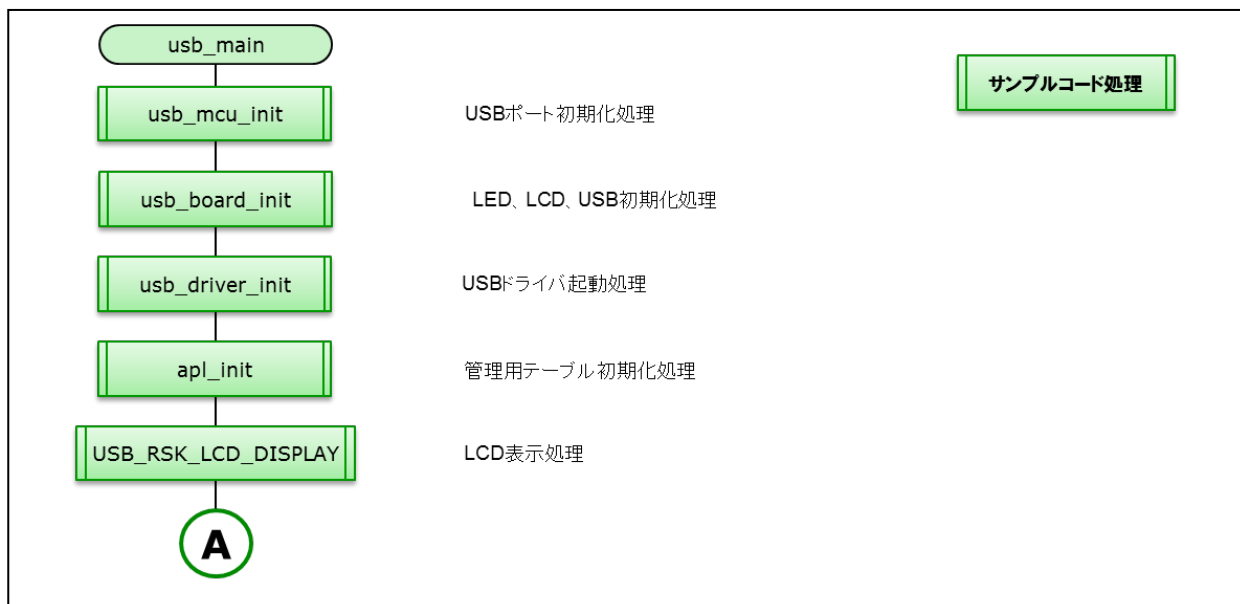 usb_main
サンプルコード処理
usb_mcu_init
USBポート初期化処理
usb_board_init
LED、LCD、USB初期化処理
usb_driver_init
USBドライバ起動処理
apl_init
管理用テーブル初期化処理
USB_RSK_LCD_DISPLAY
LCD表示処理
A